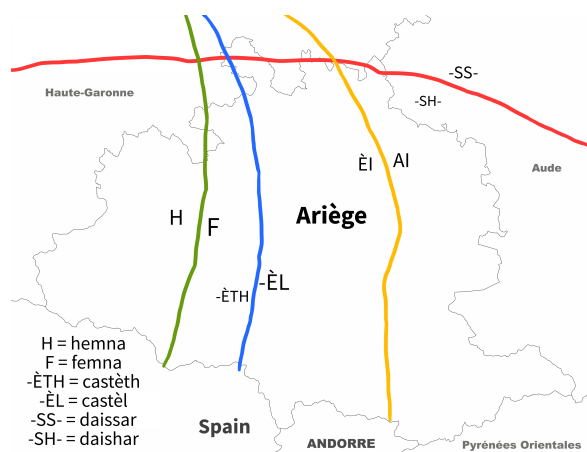 -SS-
Haute-Garonne
-SH-
ÈI AI
Aude
Ariège
H F
-ÈTH -ÈL
H = hemna
F = femna
-ÈTH = castèth
-ÈL = castèl
-SS- = daissar
-SH- = daishar
Spain
ANDORRE
Pyrénées Orientales